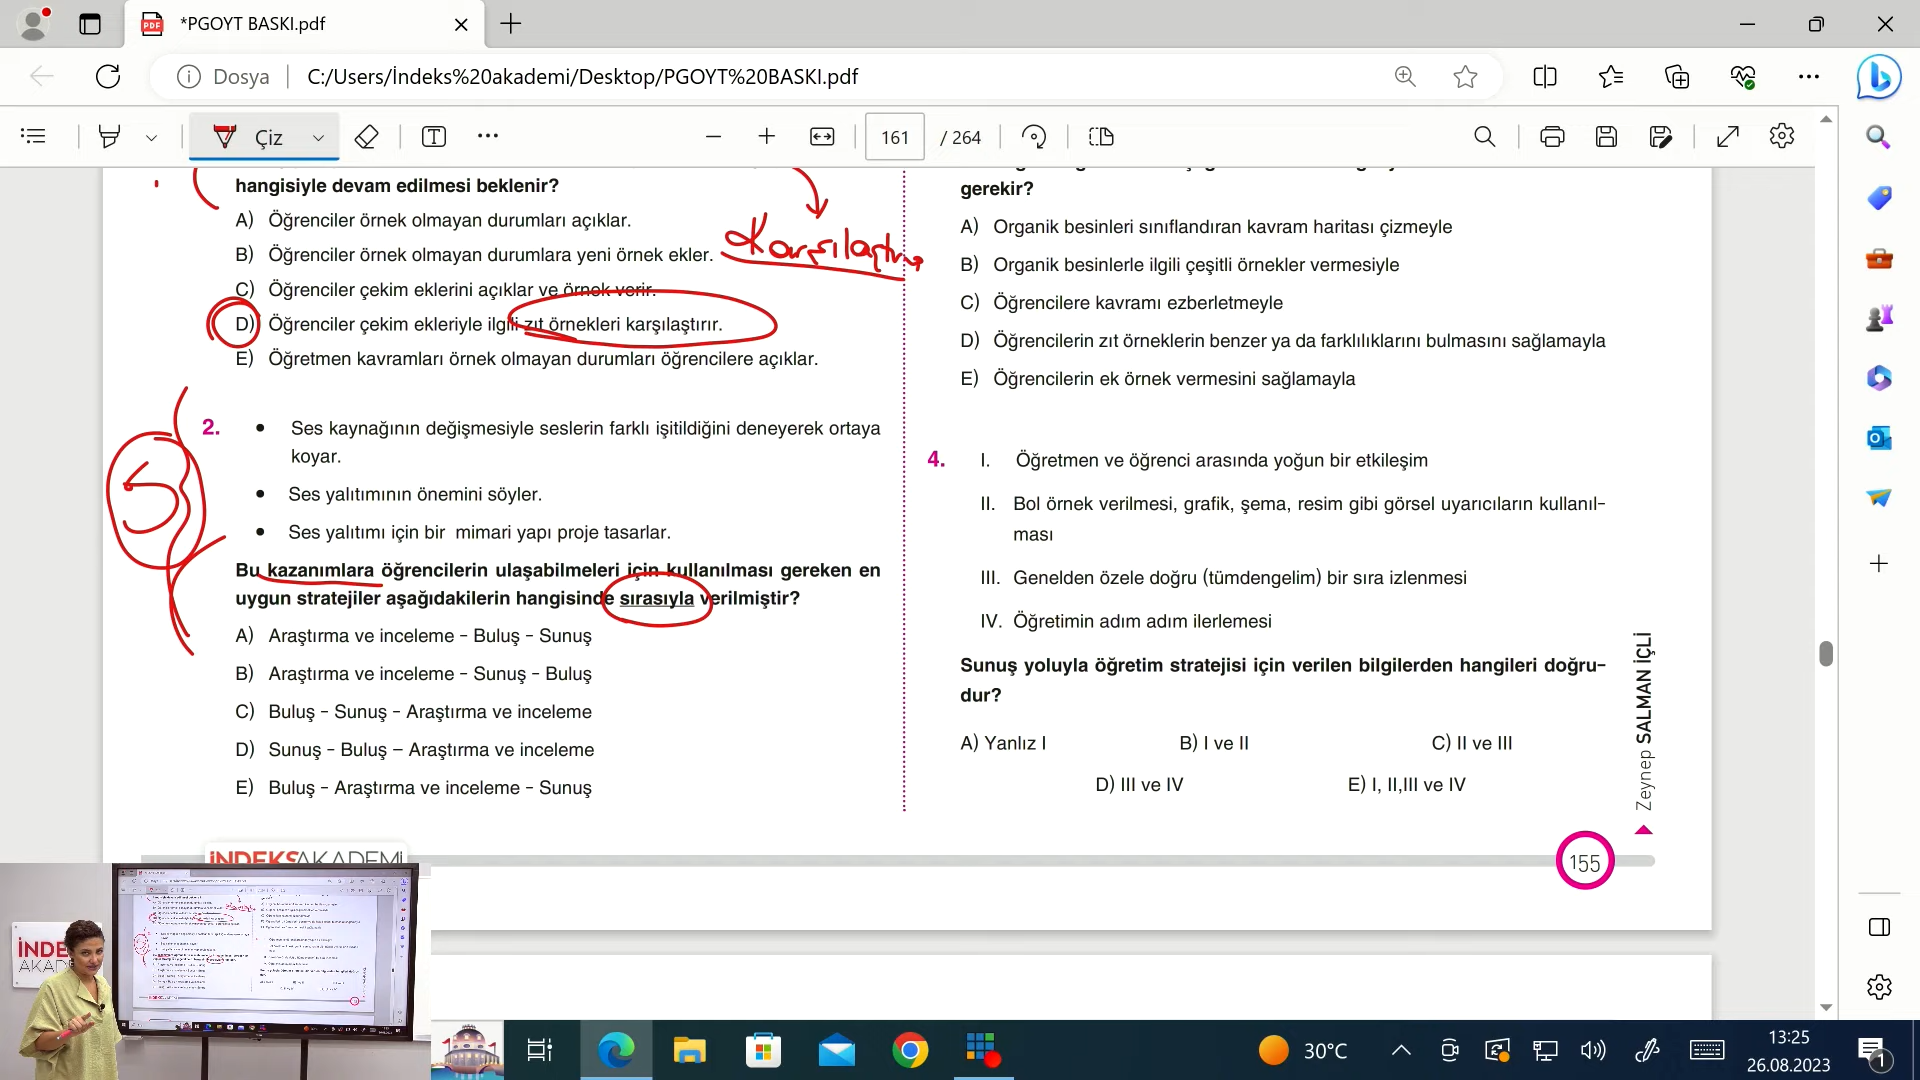 *PGOYT BASKI.pdf
Dosya
C:/Users/İndeks%20akademi/Desktop/PGOYT%20BASKI.pdf
Çiz
161 / 264
hangisiyle devam edilmesi beklenir?
A) Öğrenciler örnek olmayan durumları açıklar.
B) Öğrenciler örnek olmayan durumlara yeni örnek ekler.
C) Öğrenciler çekim eklerini açıklar ve örnek verir.
D) Öğrenciler çekim ekleriyle ilgili zıt örnekleri karşılaştırır.
E) Öğretmen kavramları örnek olmayan durumları öğrencilere açıklar.
2.
• Ses kaynağının değişmesiyle seslerin farklı işitildiğini deneyerek ortaya
koyar.
• Ses yalıtımının önemini söyler.
• Ses yalıtımı için bir mimari yapı proje tasarlar.
Bu kazanımlara öğrencilerin ulaşabilmeleri için kullanılması gereken en
uygun stratejiler aşağıdakilerin hangisinde sırasıyla verilmiştir?
A) Araştırma ve inceleme - Buluş - Sunuş
B) Araştırma ve inceleme - Sunuş - Buluş
C) Buluş - Sunuş - Araştırma ve inceleme
D) Sunuş - Buluş – Araştırma ve inceleme
E) Buluş - Araştırma ve inceleme - Sunuş
gerekir?
A) Organik besinleri sınıflandıran kavram haritası çizmeyle
B) Organik besinlerle ilgili çeşitli örnekler vermesiyle
C) Öğrencilere kavramı ezberletmeyle
D) Öğrencilerin zıt örneklerin benzer ya da farklılıklarını bulmasını sağlamayla
E) Öğrencilerin ek örnek vermesini sağlamayla
4.
I. Öğretmen ve öğrenci arasında yoğun bir etkileşim
II. Bol örnek verilmesi, grafik, şema, resim gibi görsel uyarıcıların kullanıl-
ması
III. Genelden özele doğru (tümdengelim) bir sıra izlenmesi
IV. Öğretimin adım adım ilerlemesi
Sunuş yoluyla öğretim stratejisi için verilen bilgilerden hangileri doğru-
dur?
A) Yanlız I B) I ve II C) II ve III
D) III ve IV E) I, II,III ve IV
Zeynep SALMAN İÇLİ
155
İNDEKSAKADEMİ
30°C
13:25
26.08.2023
1